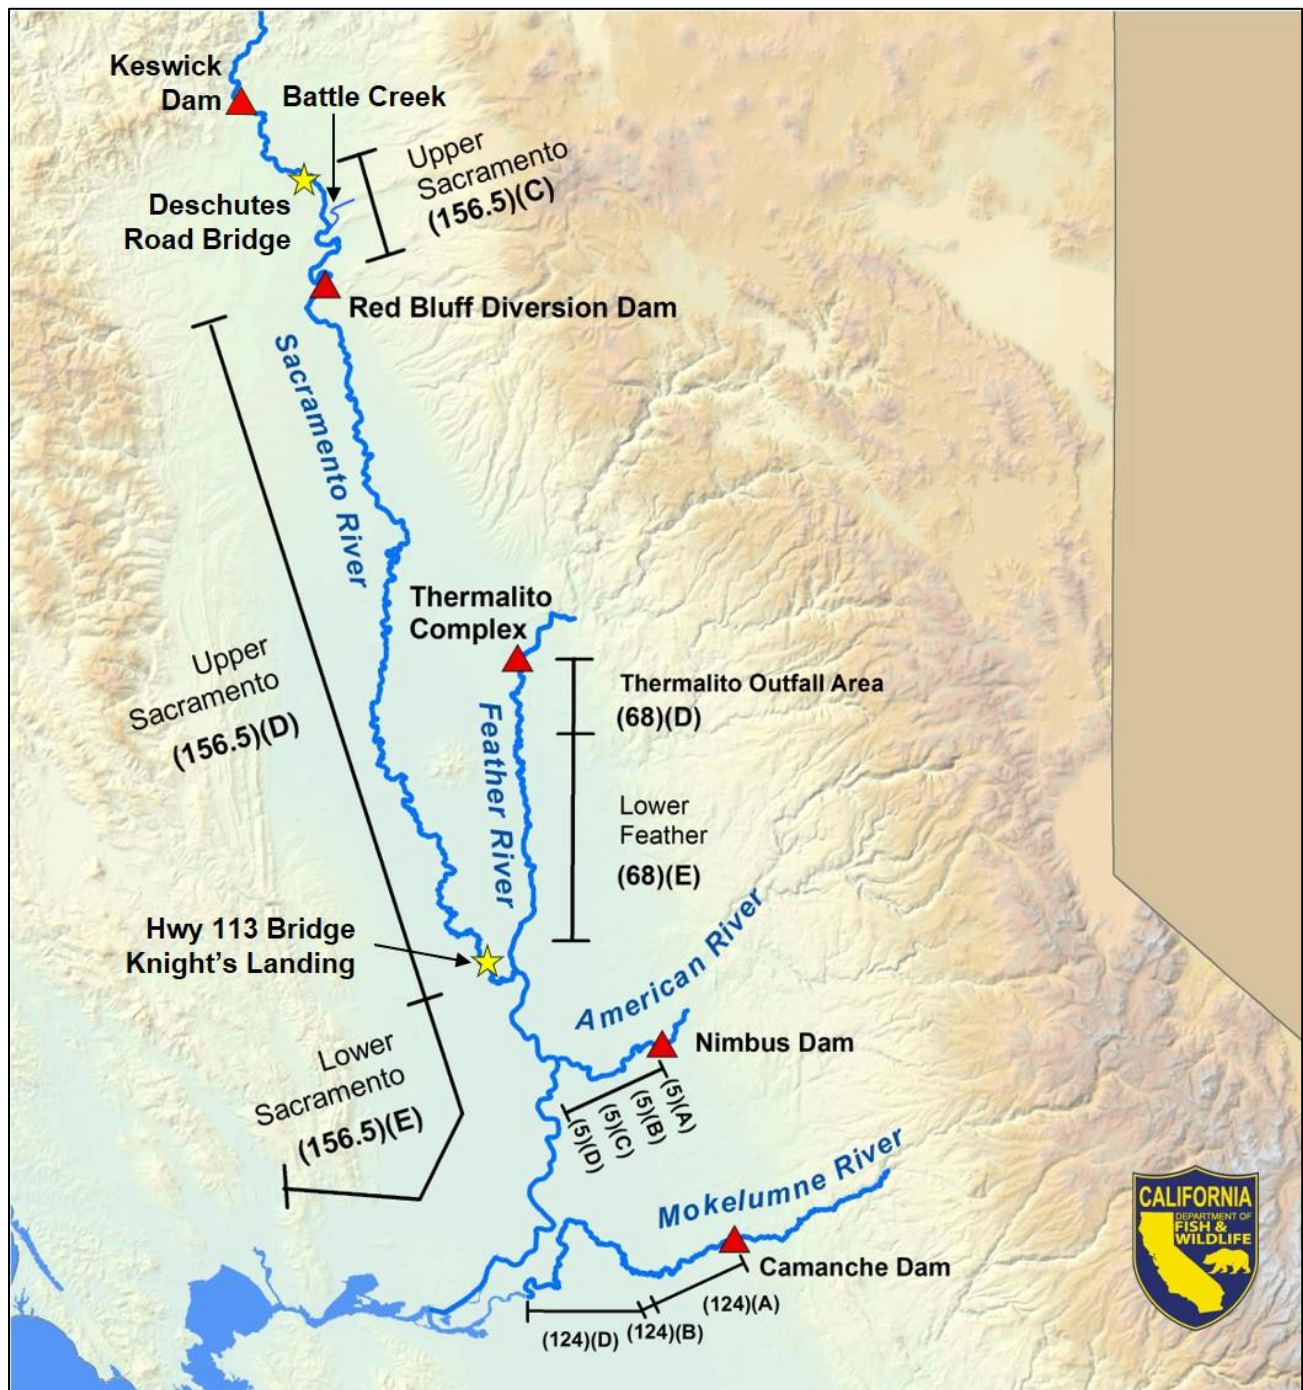 Keswick
Dam
Battle Creek
Upper
Sacramento
(156.5)(C)
Deschutes
Road Bridge
Red Bluff Diversion Dam
Sacramento River
Thermalito
Complex
Thermalito Outfall Area
(68)(D)
Upper
Sacramento
(156.5)(D)
Feather River
Lower
Feather
(68)(E)
Hwy 113 Bridge
Knight's Landing
American River
Nimbus Dam
Lower
Sacramento
(156.5)(E)
(5)(A)
(5)(B)
(5)(C)
(5)(D)
Mokelumne River
Camanche Dam
(124)(A)
(124)(B)
(124)(D)
CALIFORNIA
DEPARTMENT OF
FISH &
WILDLIFE